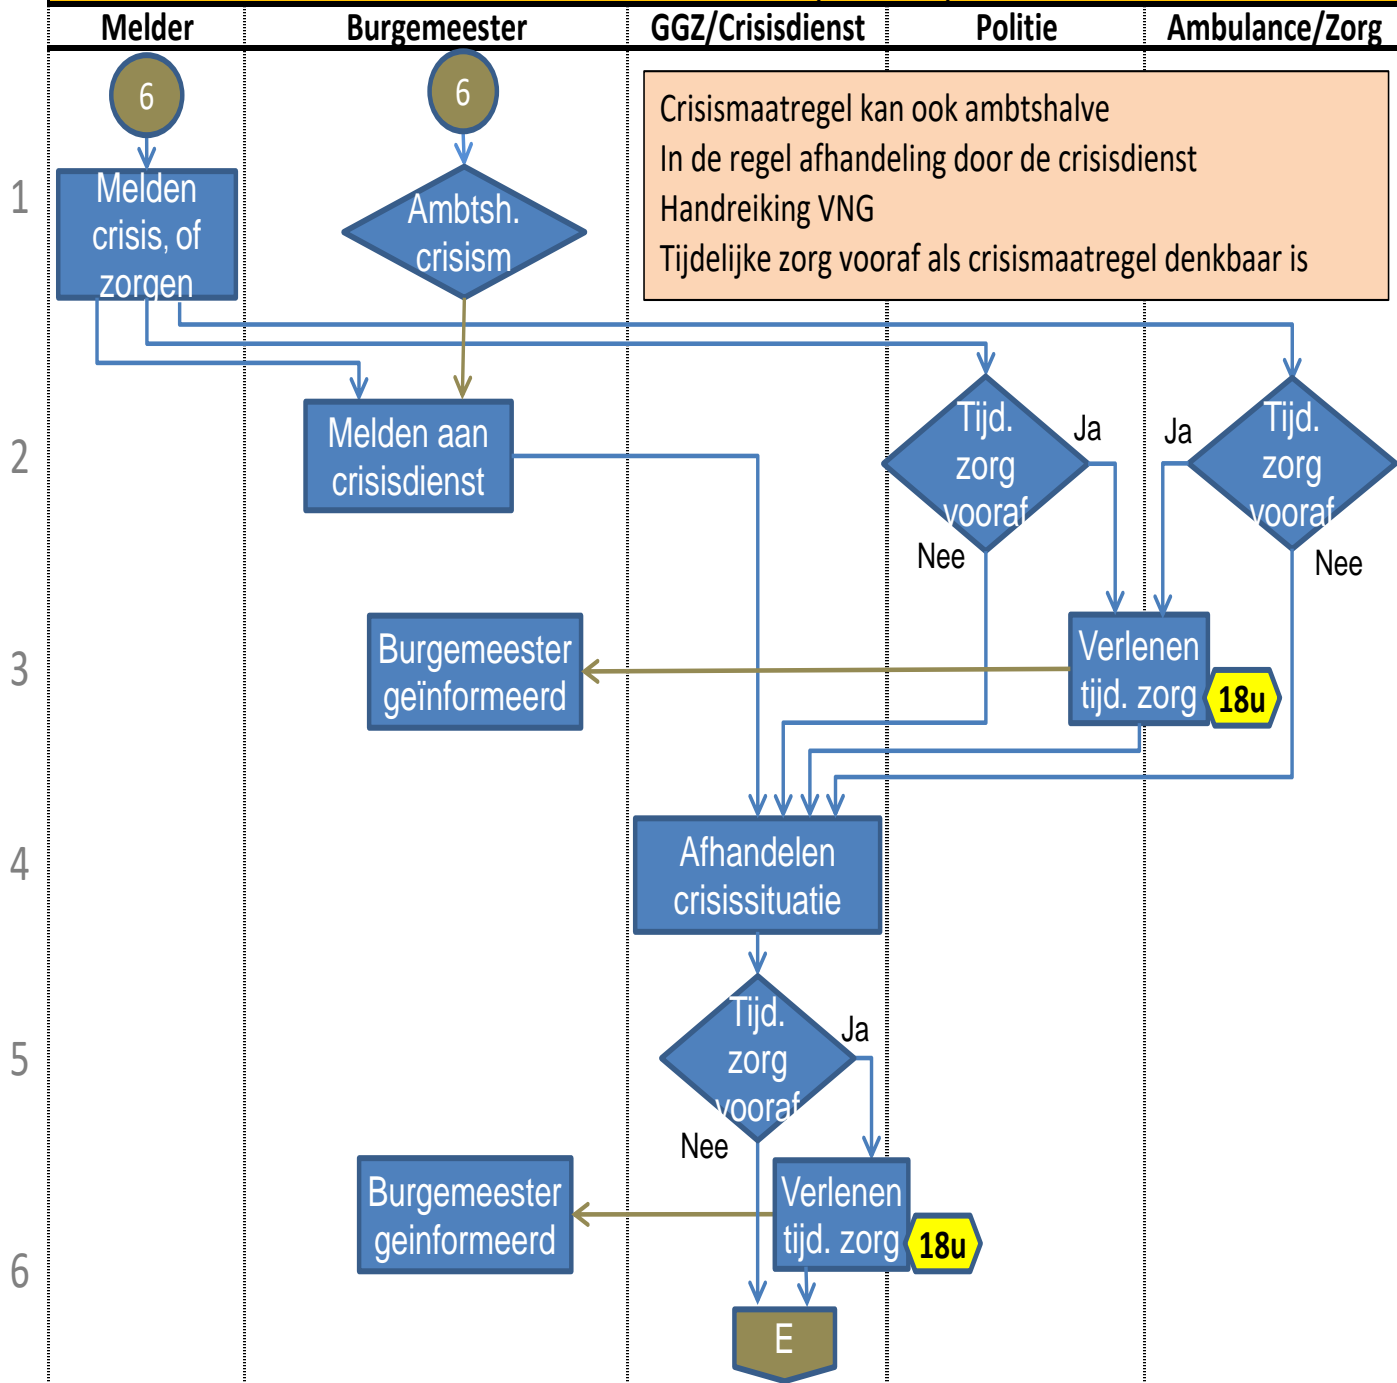 Melder Burgemeester GGZ/Crisisdienst Politie Ambulance/Zorg
6
6
Crisismaatregel kan ook ambtshalve
In de regel afhandeling door de crisisdienst
Handreiking VNG
Tijdelijke zorg vooraf als crisismaatregel denkbaar is
1
Melden
crisis, of
zorgen
Ambtsh.
crisism
2
Melden aan
crisisdienst
Tijd.
zorg
vooraf
Ja
Nee
Ja
Tijd.
zorg
vooraf
Nee
3
Burgemeester
geïnformeerd
Verlenen
tijd. zorg
18u
4
Afhandelen
crisissituatie
5
Tijd.
zorg
vooraf
Ja
Nee
Burgemeester
geinformeerd
Verlenen
tijd. zorg
18u
6
E